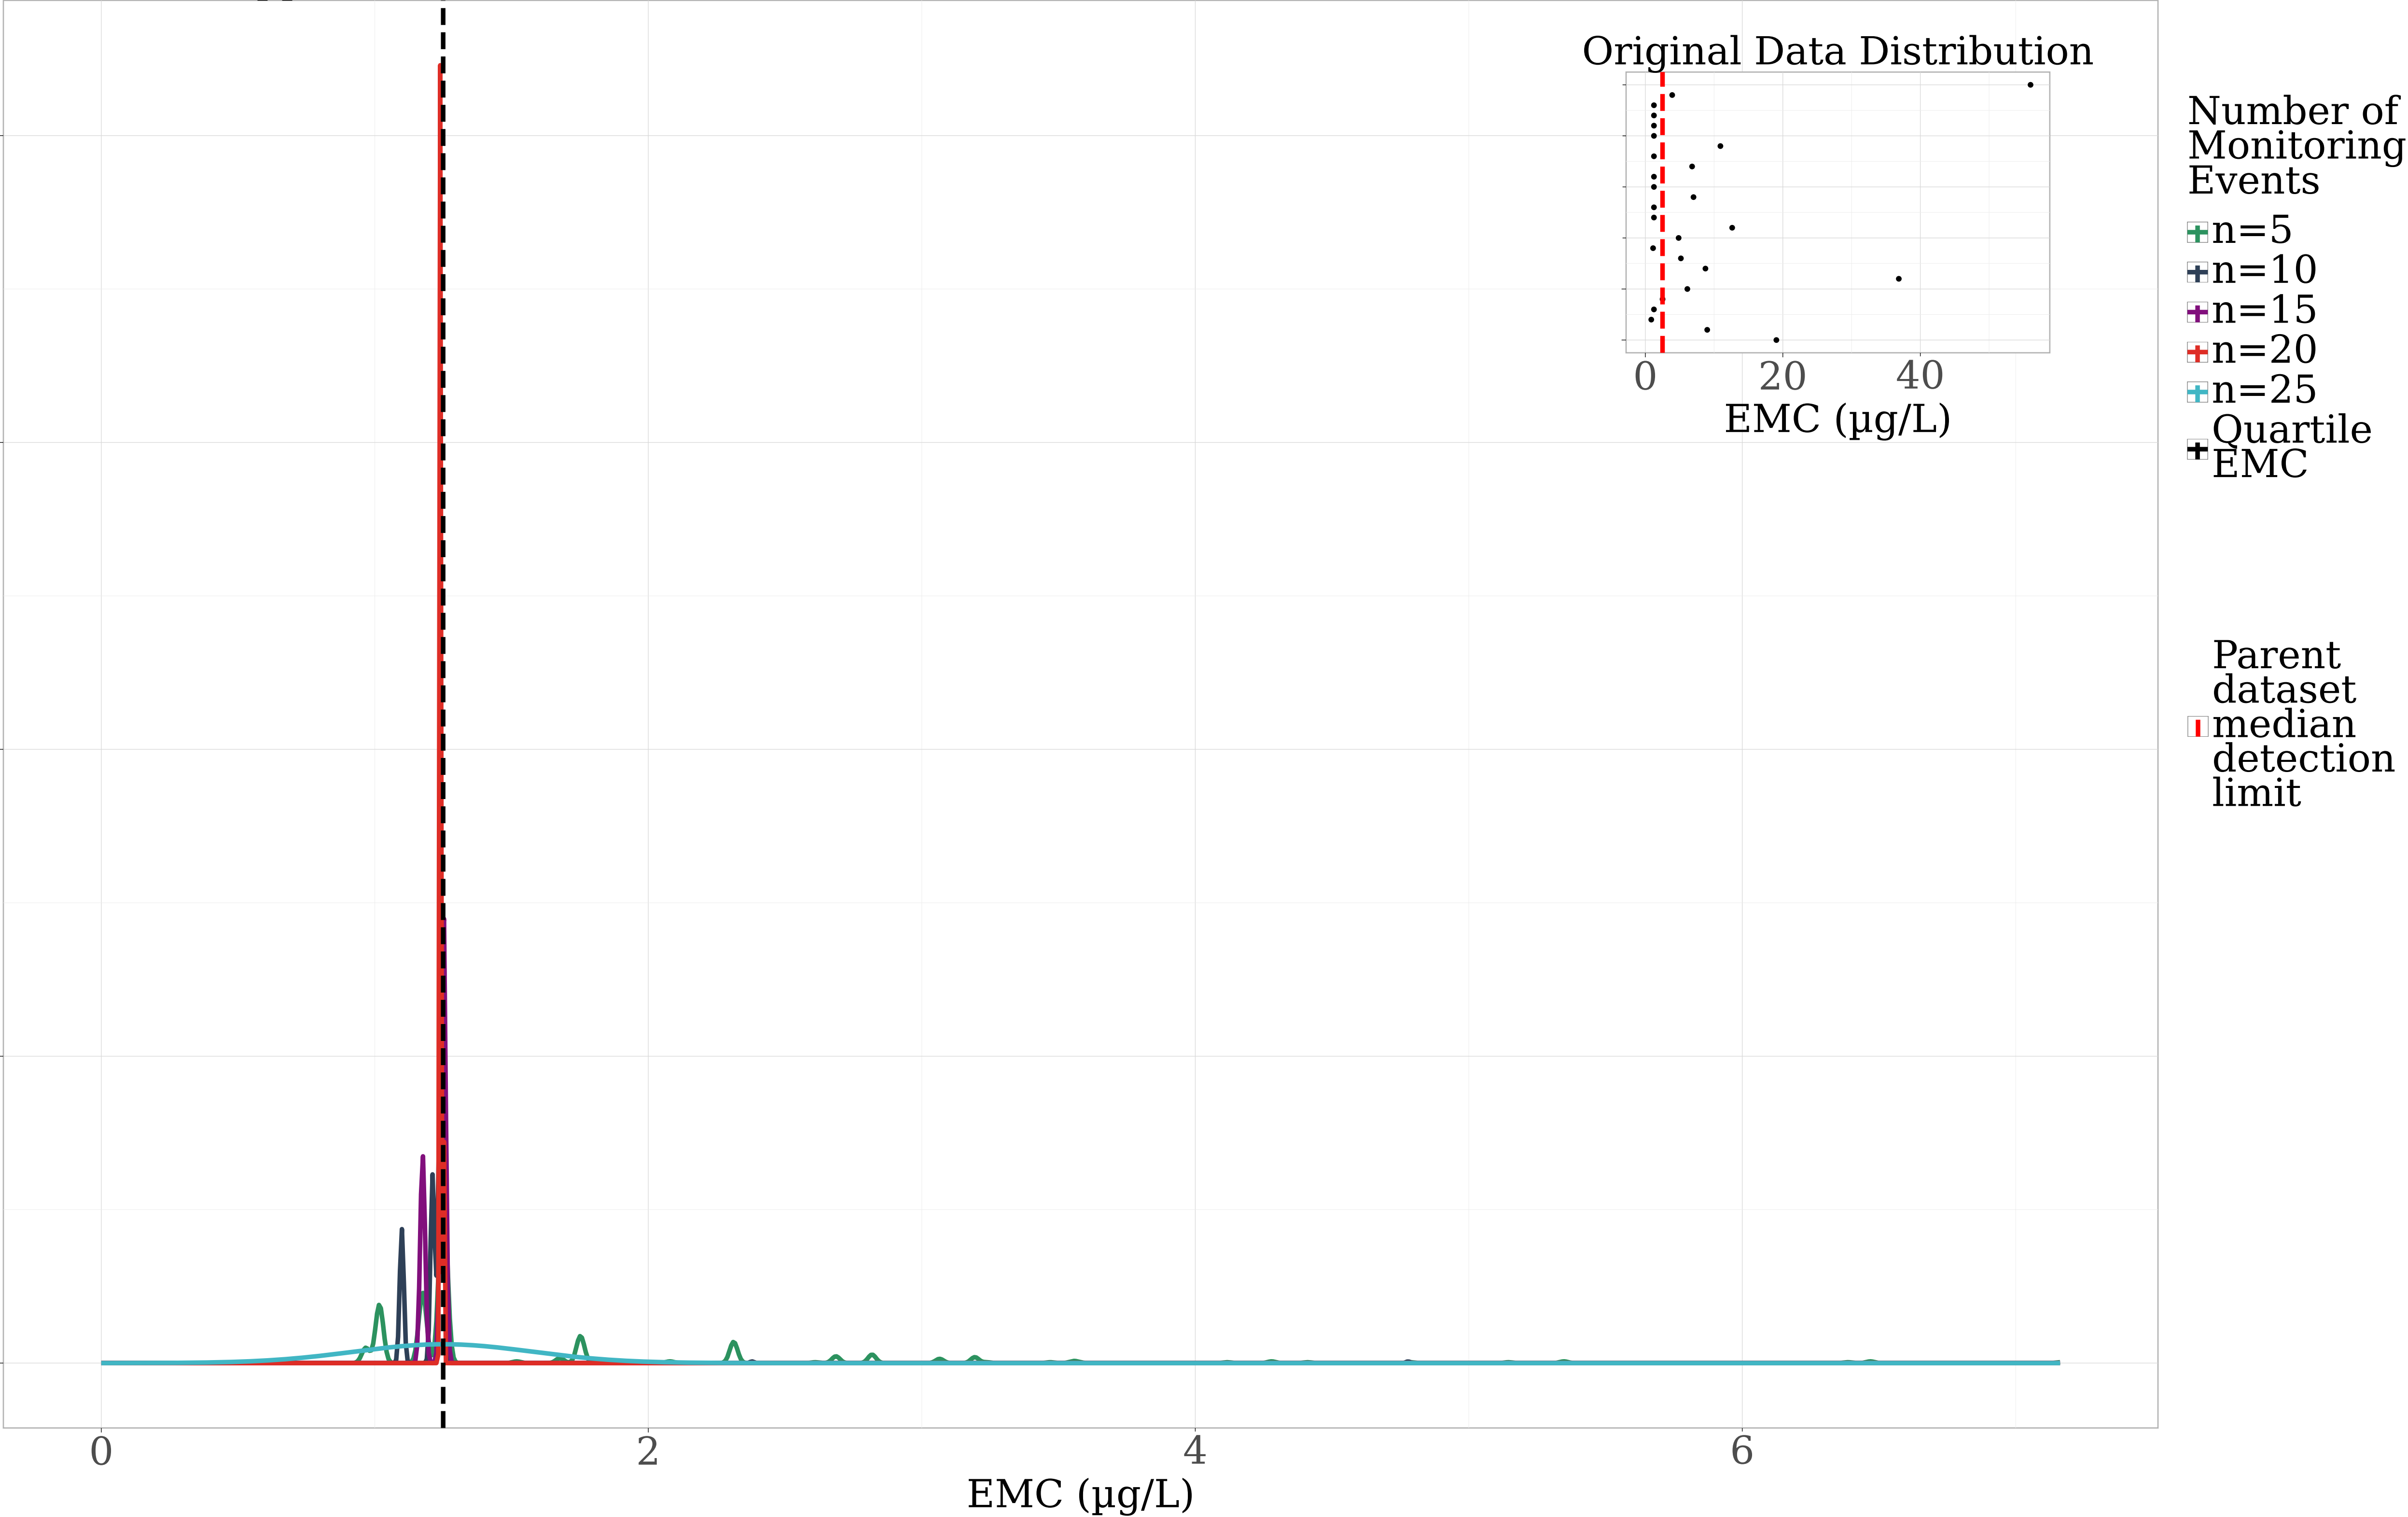 Original Data Distribution
0 20 40
EMC (µg/L)
Number of
Monitoring
Events
n=5
n=10
n=15
n=20
n=25
Quartile
EMC
Parent
dataset
median
detection
limit
0 2 4 6
EMC (µg/L)